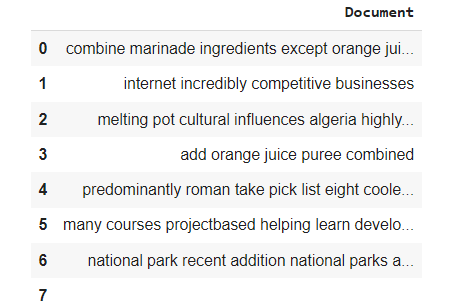 Document
0 combine marinade ingredients except orange jui...
1 internet incredibly competitive businesses
2 melting pot cultural influences algeria highly...
3 add orange juice puree combined
4 predominantly roman take pick list eight coole...
5 many courses projectbased helping learn develo...
6 national park recent addition national parks a...
7